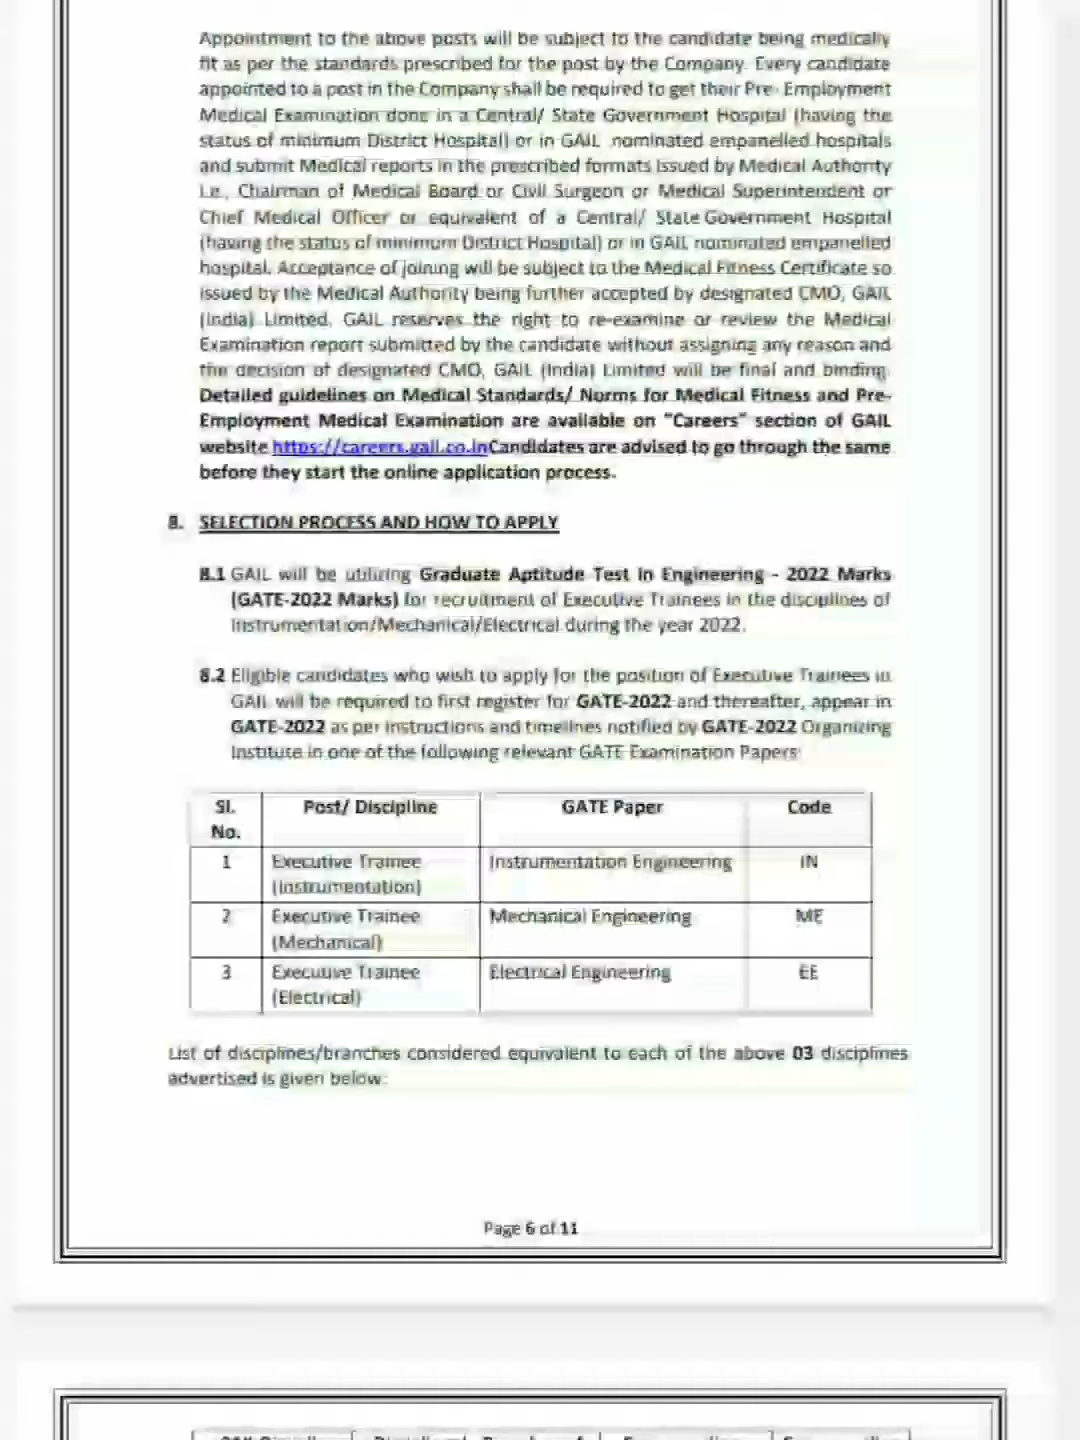 Appointment to the above posts will be subject to the candidate being medically
fit as per the standards prescribed for the post by the Company. Every candidate
appointed to a post in the Company shall be required to get their Pre- Employment
Medical Examination done in a Central/ State Government Hospital (having the
status of minimum District Hospital) or in GAIL nominated empanelled hospitals
and submit Medical reports in the prescribed formats issued by Medical Authority
i.e., Chairman of Medical Board or Civil Surgeon or Medical Superintendent or
Chief Medical Officer or equivalent of a Central/ State Government Hospital
(having the status of minimum District Hospital) or in GAIL nominated empanelled
hospital. Acceptance of joining will be subject to the Medical Fitness Certificate so
issued by the Medical Authority being further accepted by designated CMO, GAIL
(India) Limited. GAIL reserves the right to re-examine or review the Medical
Examination report submitted by the candidate without assigning any reason and
the decision of designated CMO, GAIL (India) Limited will be final and binding.
Detailed guidelines on Medical Standards/ Norms for Medical Fitness and Pre-
Employment Medical Examination are available on "Careers" section of GAIL
website https://careers.gail.co.inCandidates are advised to go through the same
before they start the online application process.
8. SELECTION PROCESS AND HOW TO APPLY
8.1 GAIL will be utilizing Graduate Aptitude Test in Engineering - 2022 Marks
(GATE-2022 Marks) for recruitment of Executive Trainees in the disciplines of
Instrumentation/Mechanical/Electrical during the year 2022.
8.2 Eligible candidates who wish to apply for the position of Executive Trainees in
GAIL will be required to first register for GATE-2022 and thereafter, appear in
GATE-2022 as per instructions and timelines notified by GATE-2022 Organizing
Institute in one of the following relevant GATE Examination Papers:
Sl. No. Post/ Discipline GATE Paper Code
1 Executive Trainee (Instrumentation) Instrumentation Engineering IN
2 Executive Trainee (Mechanical) Mechanical Engineering ME
3 Executive Trainee (Electrical) Electrical Engineering EE
List of disciplines/branches considered equivalent to each of the above 03 disciplines
advertised is given below:
Page 6 of 11